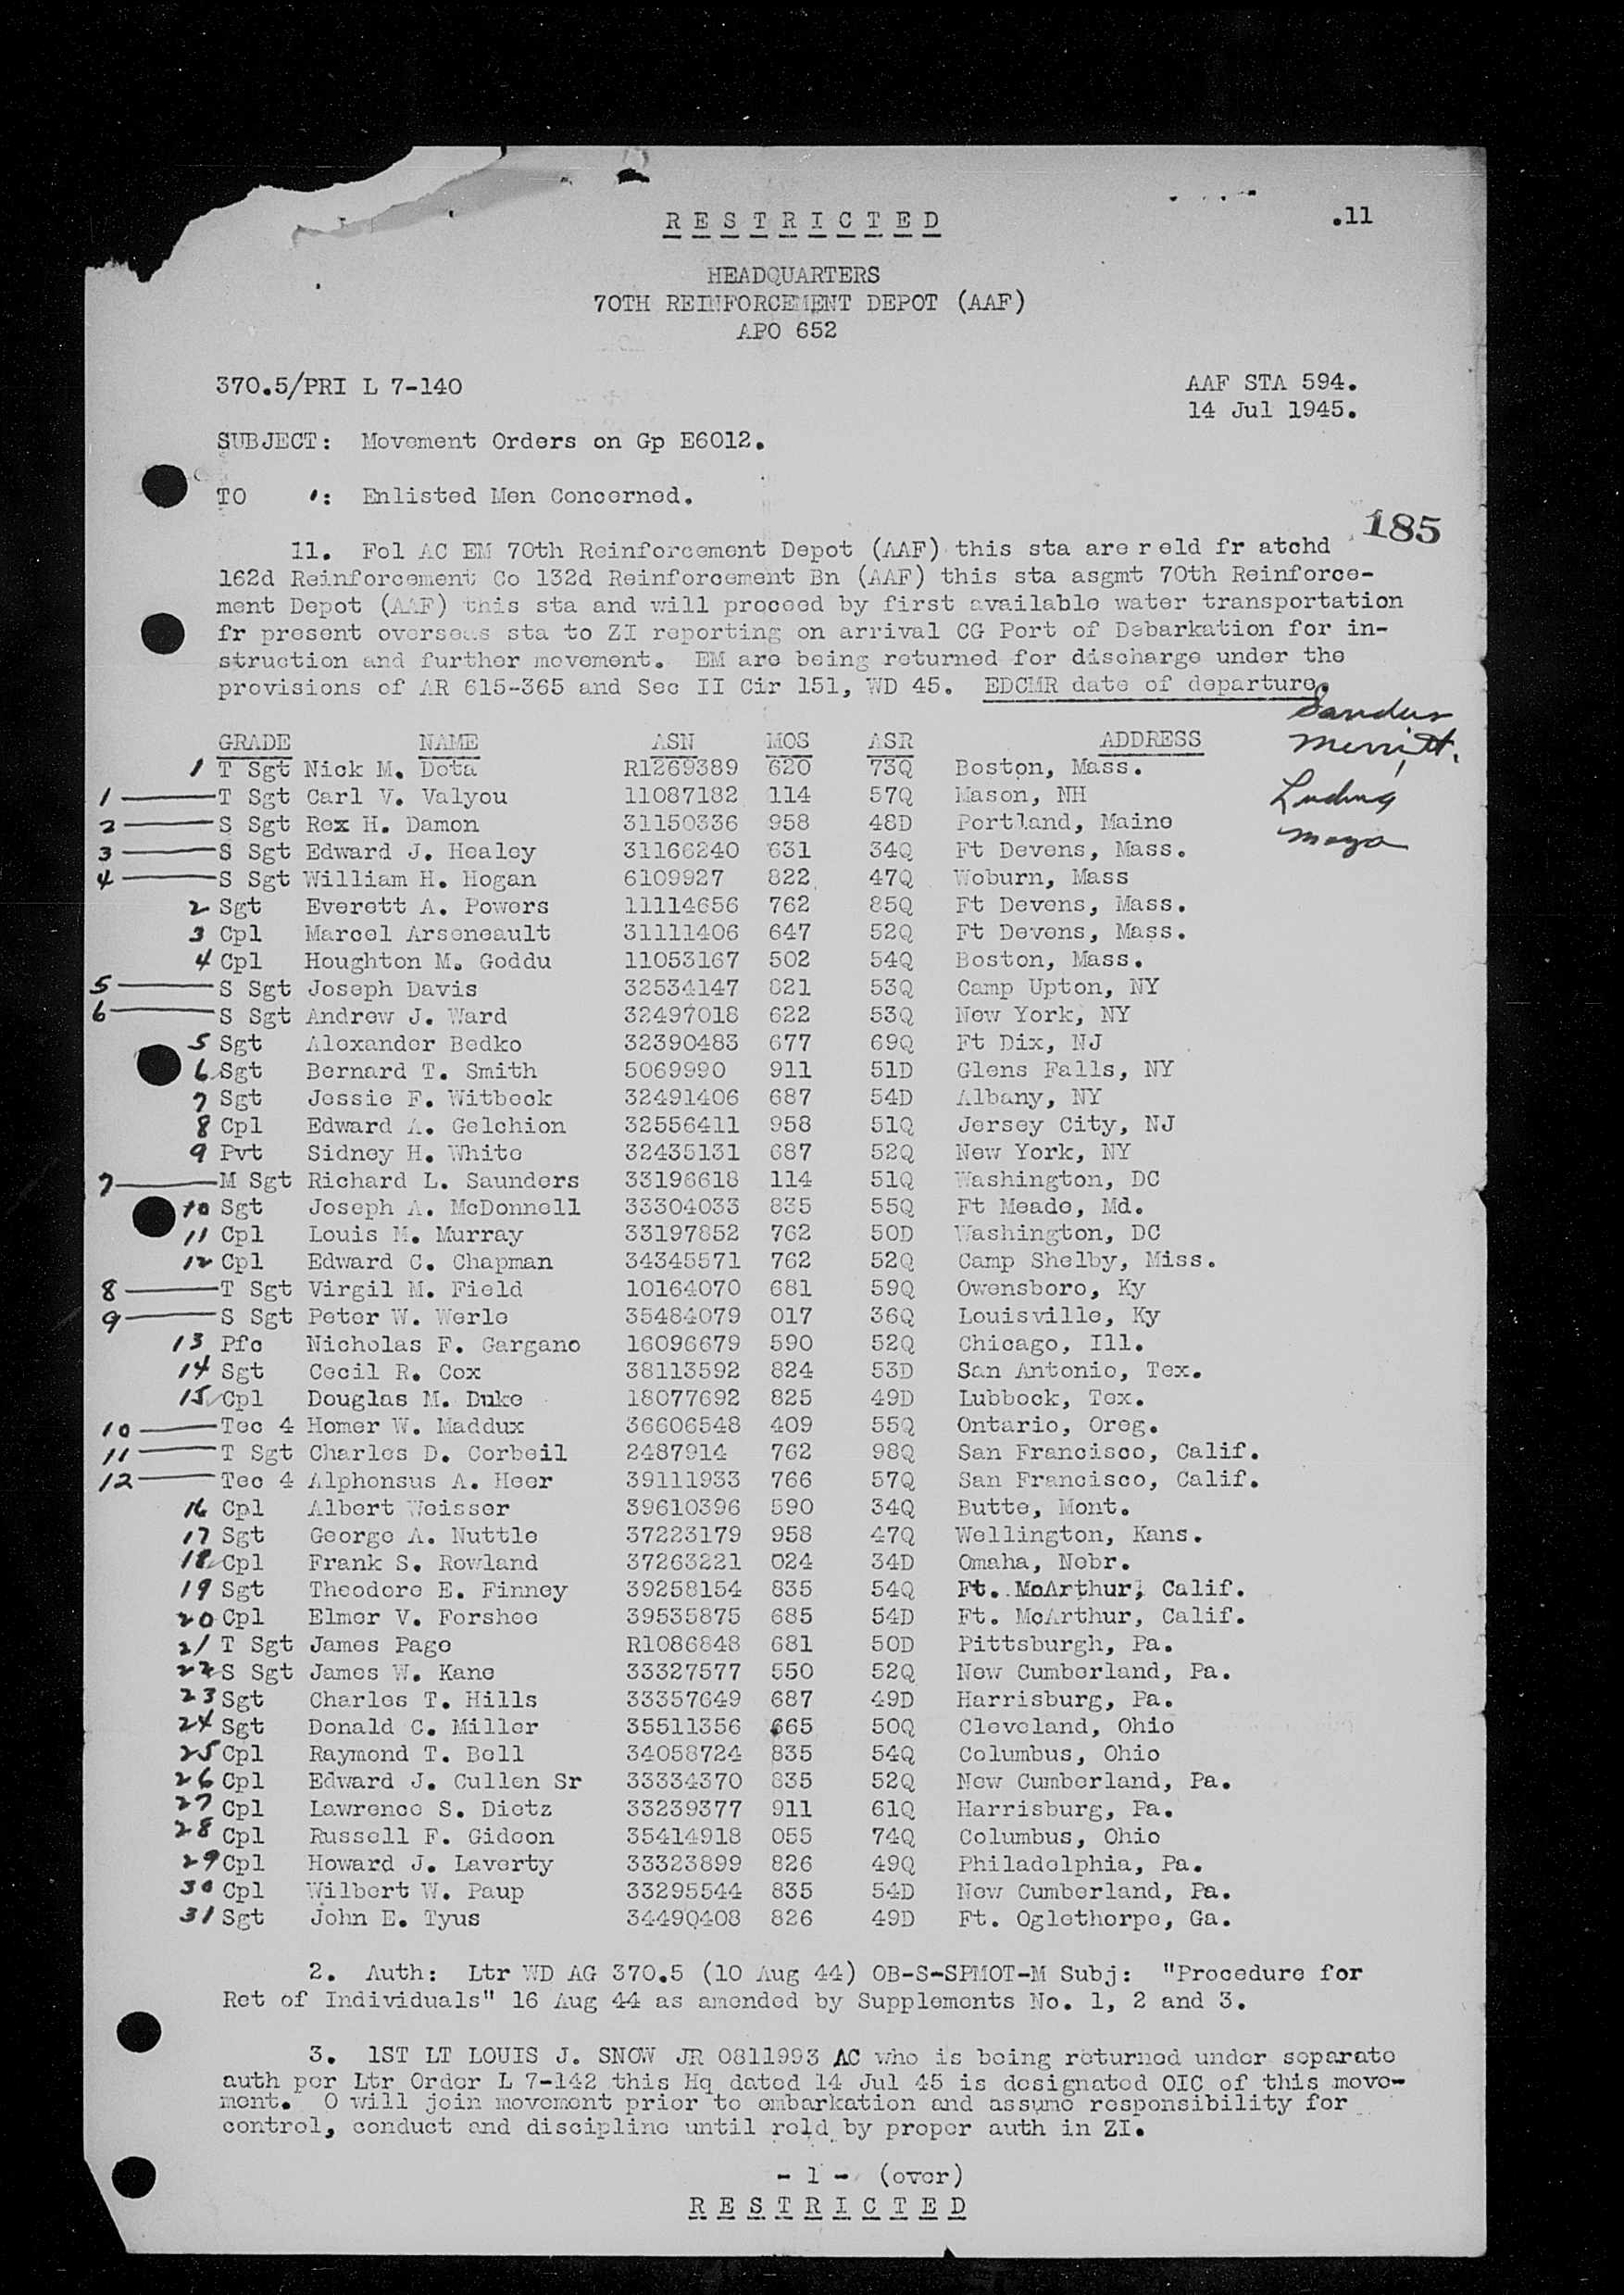 RESTRICTED
.11
HEADQUARTERS
70TH REINFORCEMENT DEPOT (AAF)
APO 652
370.5/PRI L 7-140 AAF STA 594.
14 Jul 1945.
SUBJECT: Movement Orders on Gp E6012.
TO : Enlisted Men Concerned.
185
11. Fol AC EM 70th Reinforcement Depot (AAF) this sta are r eld fr atchd
162d Reinforcement Co 132d Reinforcement Bn (AAF) this sta asgmt 70th Reinforce-
ment Depot (AAF) this sta and will proceed by first available water transportation
fr present overseas sta to ZI reporting on arrival CG Port of Debarkation for in-
struction and further movement. EM are being returned for discharge under the
provisions of AR 615-365 and Sec II Cir 151, WD 45. EDCMR date of departure.
Merritt.
Ludwig
GRADE NAME ASN MOS ASR ADDRESS
1 T Sgt Nick M. Dota R1269389 620 73Q Boston, Mass.
1 T Sgt Carl V. Valyou 11087182 114 57Q Mason, NH
2 S Sgt Rex H. Damon 31150336 958 48D Portland, Maine
3 S Sgt Edward J. Healey 31166240 631 34Q Ft Devens, Mass.
4 S Sgt William H. Hogan 6109927 822 47Q Woburn, Mass
2 Sgt Everett A. Powers 11114656 762 85Q Ft Devens, Mass.
3 Cpl Marcel Arseneault 31111406 647 52Q Ft Devens, Mass.
4 Cpl Houghton M. Goddu 11053167 502 54Q Boston, Mass.
5 S Sgt Joseph Davis 32534147 821 53Q Camp Upton, NY
6 S Sgt Andrew J. Ward 32497018 622 53Q New York, NY
5 Sgt Alexander Bedko 32390483 677 69Q Ft Dix, NJ
6 Sgt Bernard T. Smith 5069990 911 51D Glens Falls, NY
7 Sgt Jessie F. Witbeck 32491406 687 54D Albany, NY
8 Cpl Edward A. Gelchion 32556411 958 51Q Jersey City, NJ
9 Pvt Sidney H. White 32435131 687 52Q New York, NY
7 M Sgt Richard L. Saunders 33196618 114 51Q Washington, DC
10 Sgt Joseph A. McDonnell 33304033 835 55Q Ft Meade, Md.
11 Cpl Louis M. Murray 33197852 762 50D Washington, DC
12 Cpl Edward C. Chapman 34345571 762 52Q Camp Shelby, Miss.
8 T Sgt Virgil M. Field 10164070 681 59Q Owensboro, Ky
9 S Sgt Peter W. Werle 35484079 017 36Q Louisville, Ky
13 Pfc Nicholas F. Gargano 16096679 590 52Q Chicago, Ill.
14 Sgt Cecil R. Cox 38113592 824 53D San Antonio, Tex.
15 Cpl Douglas M. Duke 18077692 825 49D Lubbock, Tex.
10 Tec 4 Homer W. Maddux 36606548 409 55Q Ontario, Oreg.
11 T Sgt Charles D. Corbeil 2487914 762 98Q San Francisco, Calif.
12 Tec 4 Alphonsus A. Heer 39111933 766 57Q San Francisco, Calif.
16 Cpl Albert Weisser 39610396 590 34Q Butte, Mont.
17 Sgt George A. Nuttle 37223179 958 47Q Wellington, Kans.
18 Cpl Frank S. Rowland 37263221 024 34D Omaha, Nebr.
19 Sgt Theodore E. Finney 39258154 835 54Q Ft. McArthur, Calif.
20 Cpl Elmer V. Forshee 39535875 685 54D Ft. McArthur, Calif.
21 T Sgt James Page R1086848 681 50D Pittsburgh, Pa.
22 S Sgt James W. Kane 33327577 550 52Q New Cumberland, Pa.
23 Sgt Charles T. Hills 33357649 687 49D Harrisburg, Pa.
24 Sgt Donald C. Miller 35511356 665 50Q Cleveland, Ohio
25 Cpl Raymond T. Bell 34058724 835 54Q Columbus, Ohio
26 Cpl Edward J. Cullen Sr 33334370 835 52Q New Cumberland, Pa.
27 Cpl Lawrence S. Dietz 33239377 911 61Q Harrisburg, Pa.
28 Cpl Russell F. Gideon 35414918 055 74Q Columbus, Ohio
29 Cpl Howard J. Laverty 33323899 826 49Q Philadelphia, Pa.
30 Cpl Wilbert W. Paup 33295544 835 54D New Cumberland, Pa.
31 Sgt John E. Tyus 34490408 826 49D Ft. Oglethorpe, Ga.
2. Auth: Ltr WD AG 370.5 (10 Aug 44) OB-S-SPMOT-M Subj: "Procedure for
Ret of Individuals" 16 Aug 44 as amended by Supplements No. 1, 2 and 3.
3. 1ST LT LOUIS J. SNOW JR 0811993 AC who is being returned under separate
auth per Ltr Order L 7-142 this Hq dated 14 Jul 45 is designated OIC of this move-
ment. O will join movement prior to embarkation and assume responsibility for
control, conduct and discipline until reld by proper auth in ZI.
- 1 - (over)
RESTRICTED